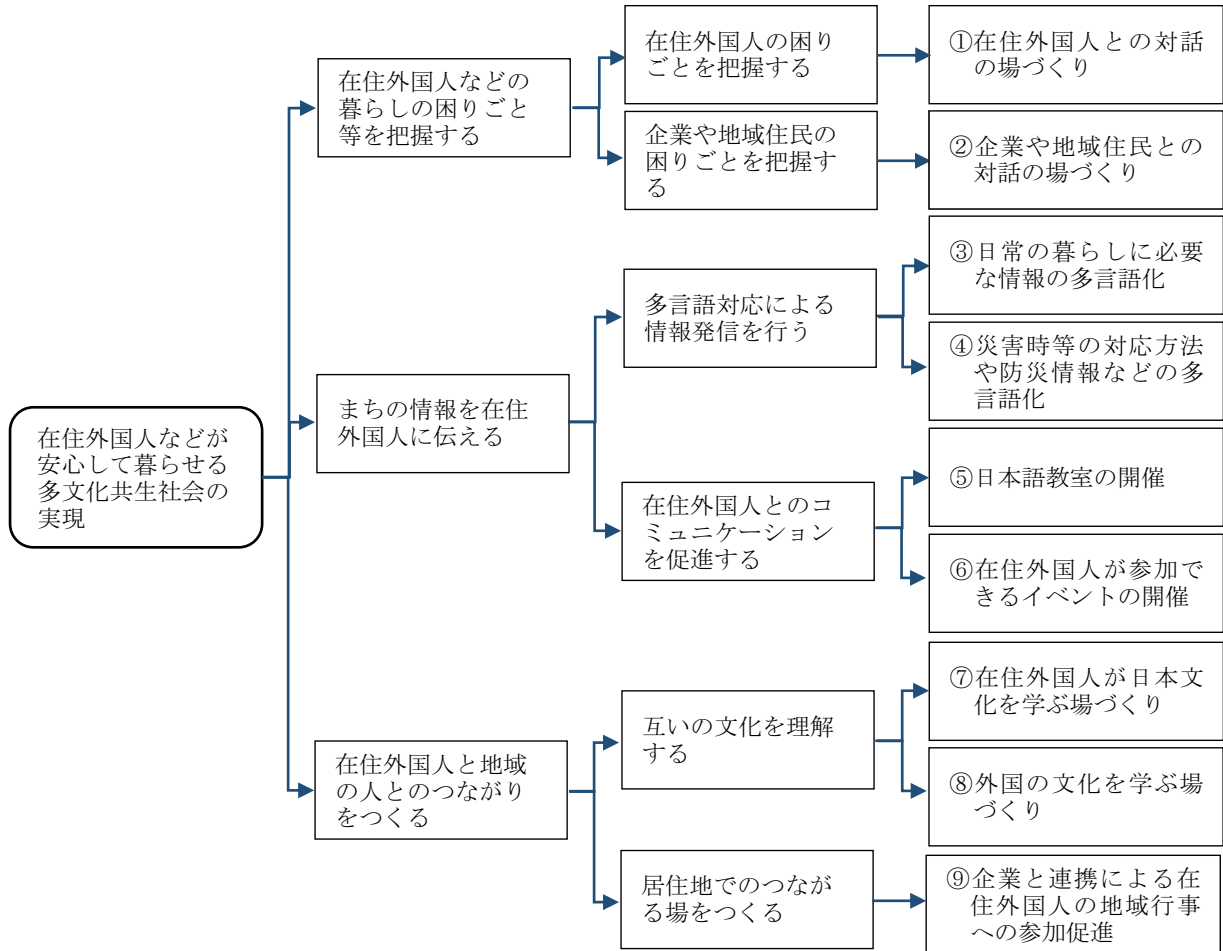 在住外国人などが
安心して暮らせる
多文化共生社会の
実現
在住外国人などの
暮らしの困りごと
等を把握する
在住外国人の困り
ごとを把握する
①在住外国人との対話
の場づくり
企業や地域住民の
困りごとを把握す
る
②企業や地域住民との
対話の場づくり
まちの情報を在住
外国人に伝える
多言語対応による
情報発信を行う
③日常の暮らしに必要
な情報の多言語化
④災害時等の対応方法
や防災情報などの多
言語化
在住外国人とのコ
ミュニケーション
を促進する
⑤日本語教室の開催
⑥在住外国人が参加で
きるイベントの開催
在住外国人と地域
の人とのつながり
をつくる
互いの文化を理解
する
⑦在住外国人が日本文
化を学ぶ場づくり
⑧外国の文化を学ぶ場
づくり
居住地でのつなが
る場をつくる
⑨企業と連携による在
住外国人の地域行事
への参加促進